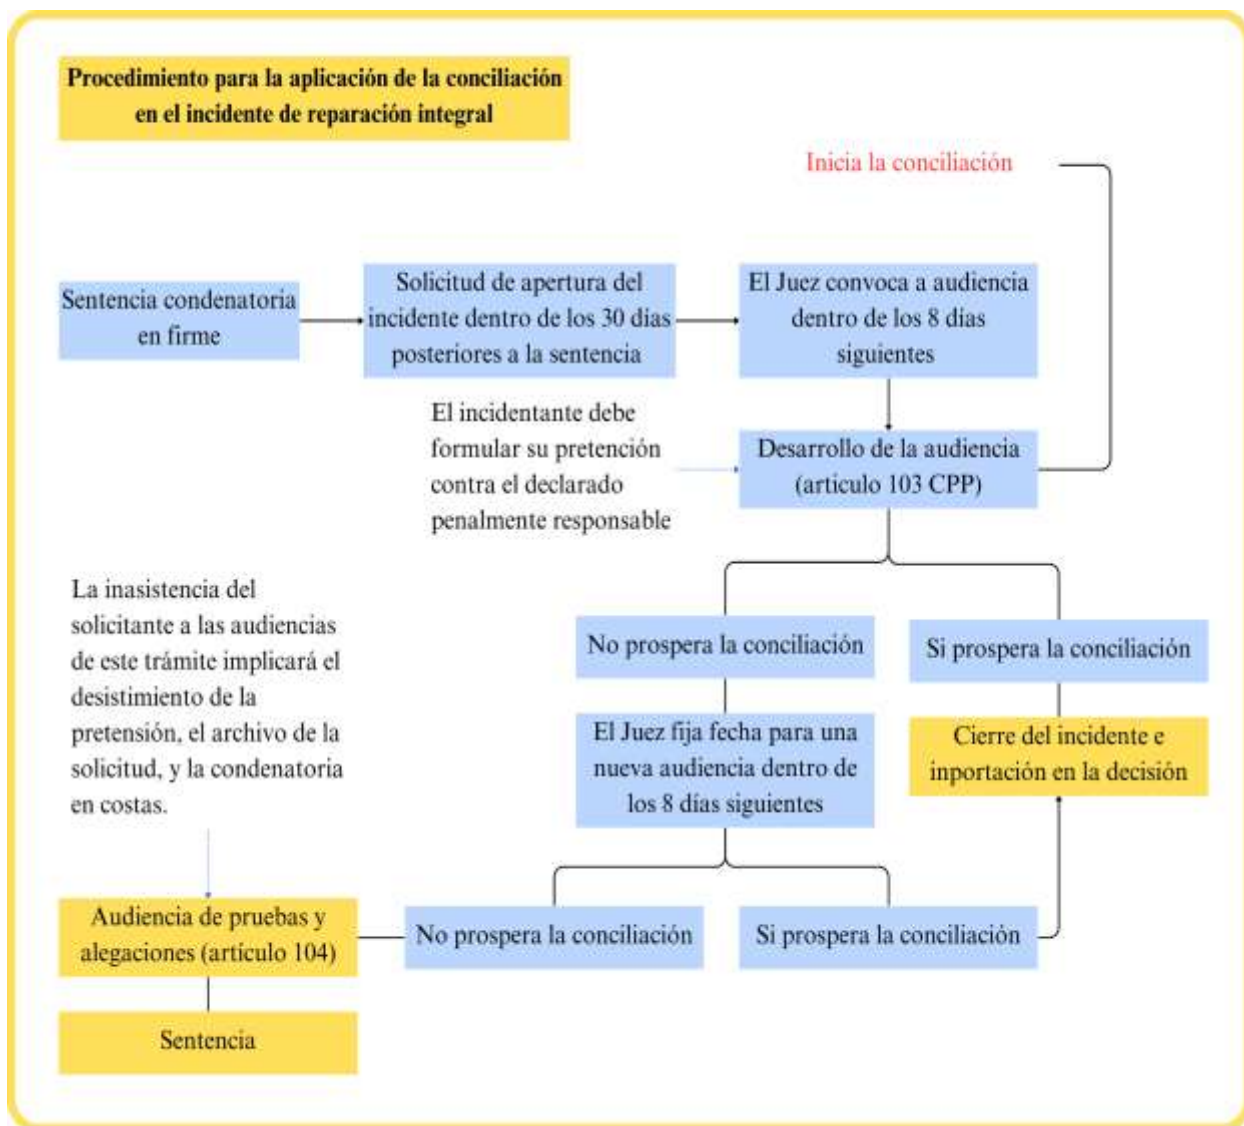 Procedimiento para la aplicación de la conciliación
en el incidente de reparación integral
Inicia la conciliación
Sentencia condenatoria
en firme
Solicitud de apertura del
incidente dentro de los 30 días
posteriores a la sentencia
El Juez convoca a audiencia
dentro de los 8 días
siguientes
El incidentante debe
formular su pretención
contra el declarado
penalmente responsable
Desarrollo de la audiencia
(articulo 103 CPP)
La inasistencia del
solicitante a las audiencias
de este trámite implicará el
desistimiento de la
pretensión, el archivo de la
solicitud, y la condenatoria
en costas.
No prospera la conciliación
Si prospera la conciliación
El Juez fija fecha para una
nueva audiencia dentro de
los 8 días siguientes
Cierre del incidente e
inportación en la decisión
Audiencia de pruebas y
alegaciones (artículo 104)
No prospera la conciliación
Si prospera la conciliación
Sentencia